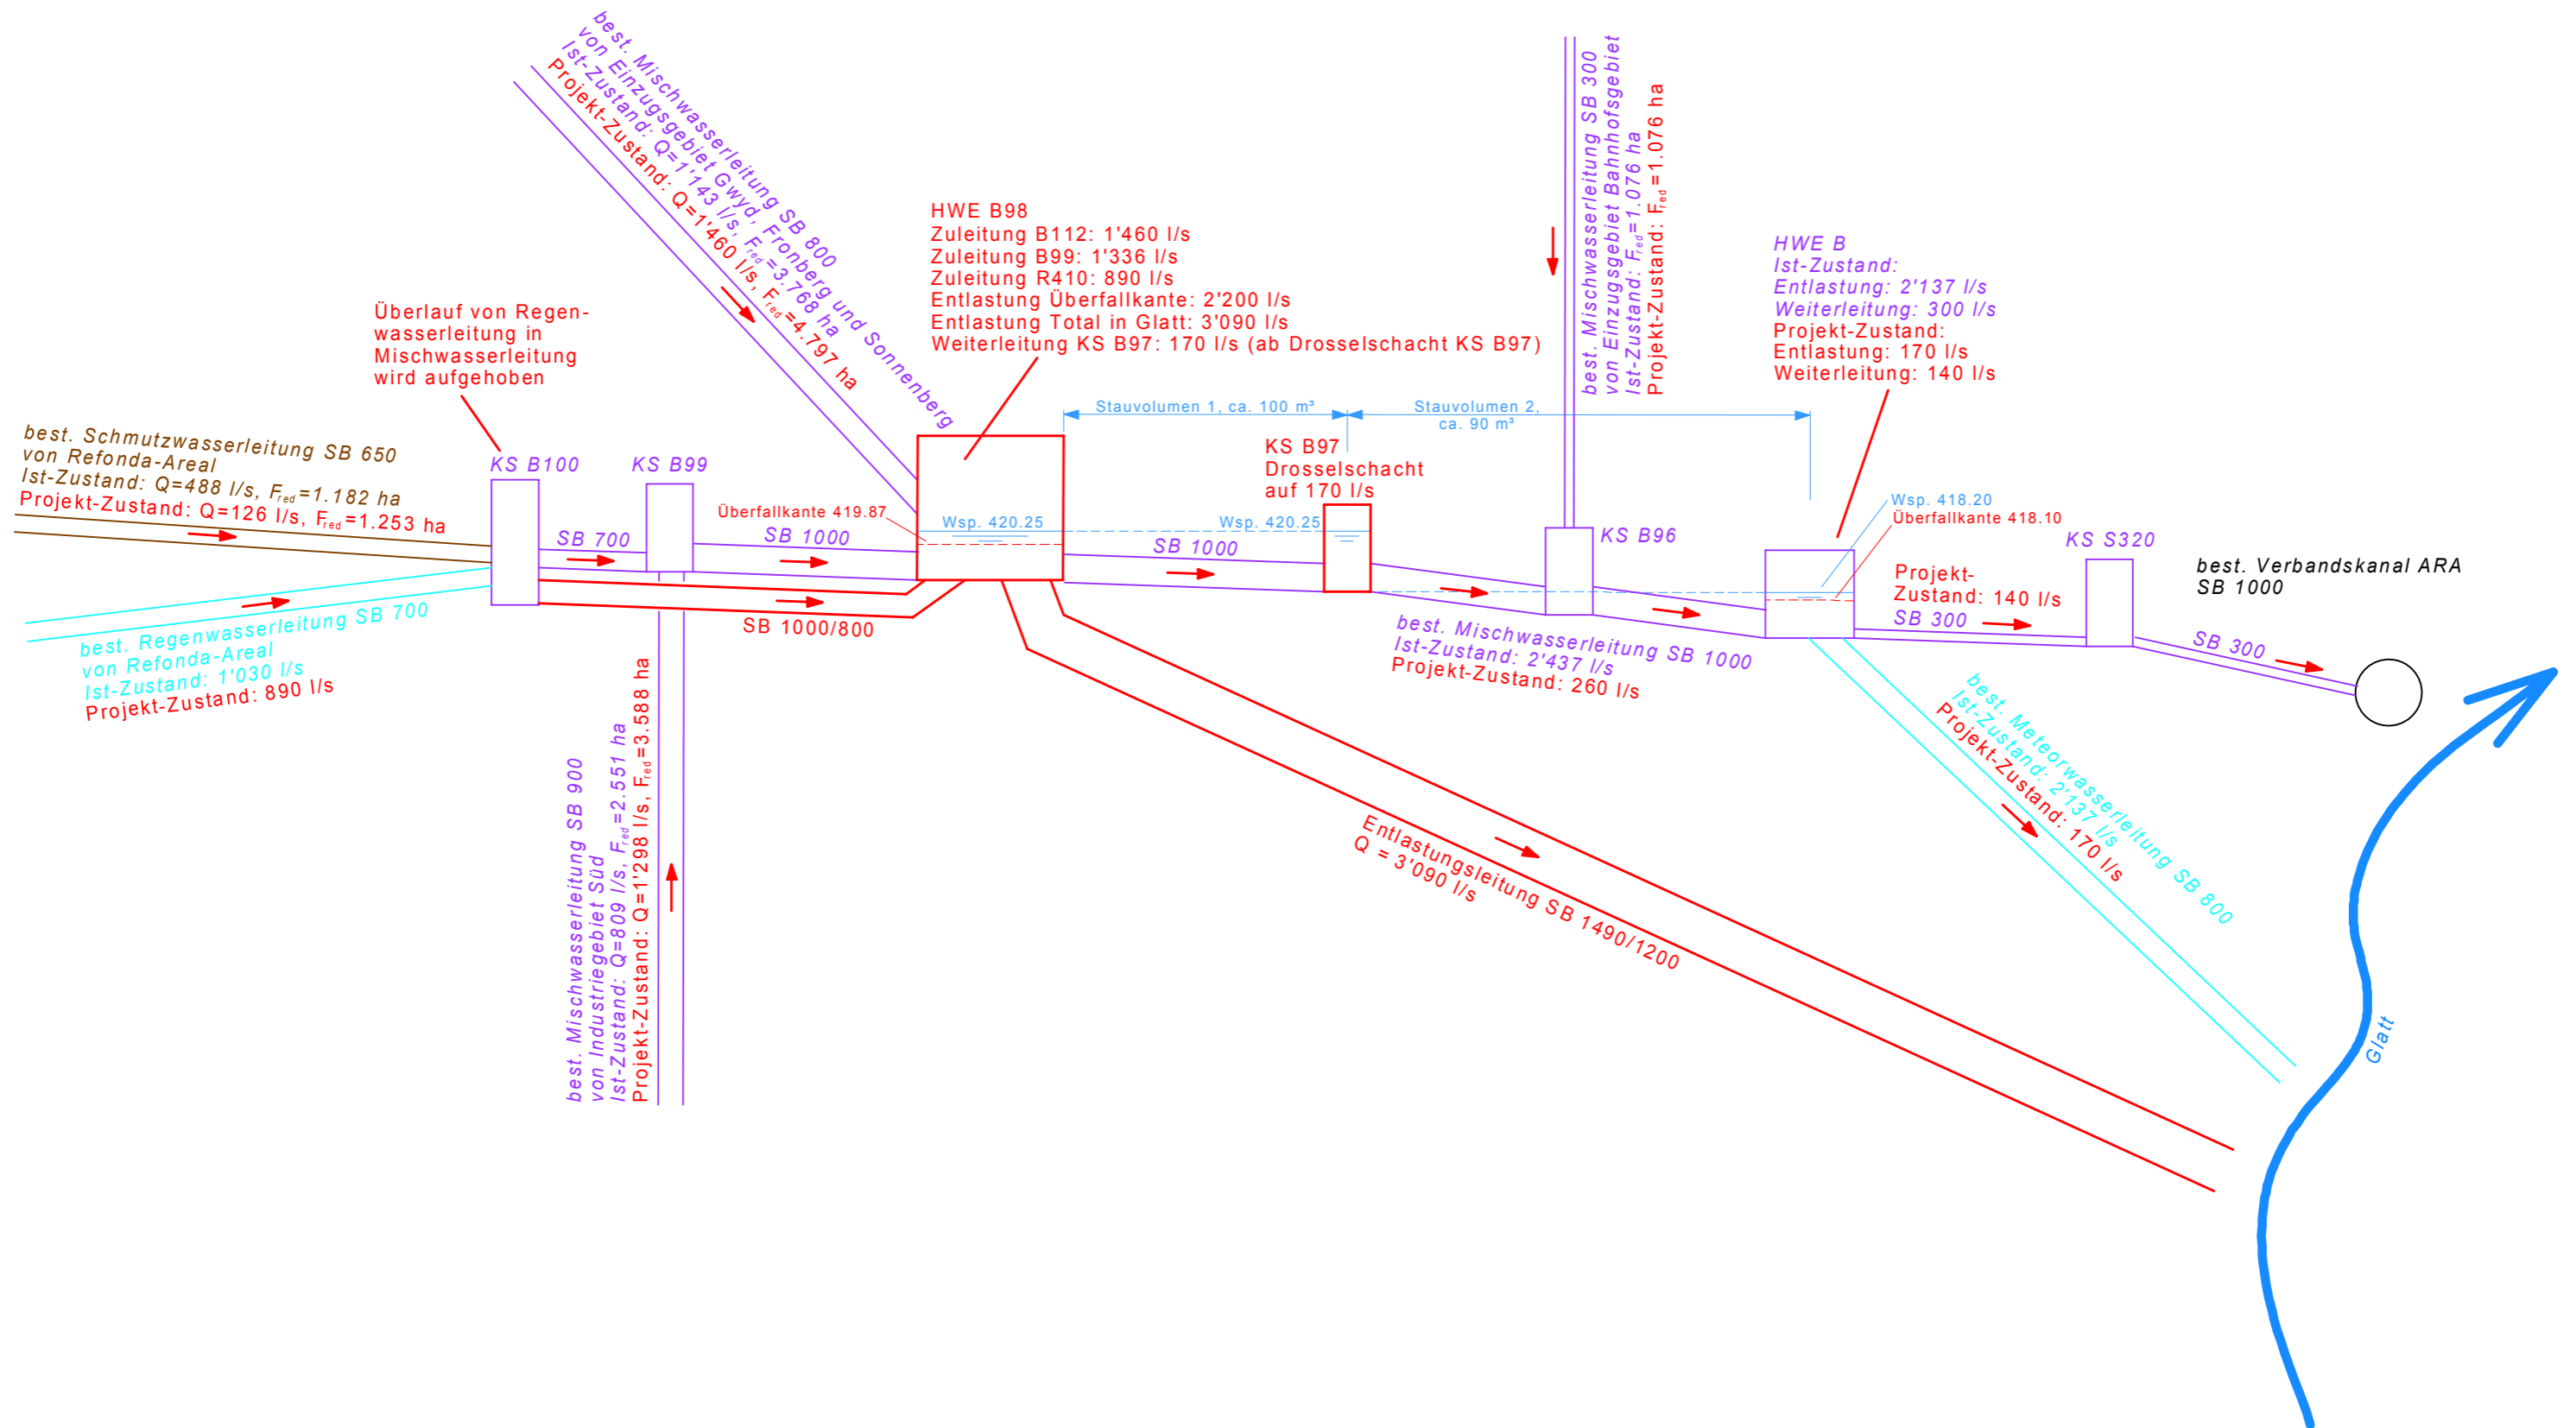 best. Mischwasserleitung SB 800
von Einzugsgebiet Gwyd, Fronberg und Sonnenberg
Ist-Zustand: Q=1'143 l/s, Fred=3.768 ha
Projekt-Zustand: Q=1'460 l/s, Fred=4.797 ha
HWE B98
Zuleitung B112: 1'460 l/s
Zuleitung B99: 1'336 l/s
Zuleitung R410: 890 l/s
Entlastung Überfallkante: 2'200 l/s
Entlastung Total in Glatt: 3'090 l/s
Weiterleitung KS B97: 170 l/s (ab Drosselschacht KS B97)
best. Mischwasserleitung SB 300
von Einzugsgebiet Bahnhofsgebiet
Ist-Zustand: Fred=1.076 ha
Projekt-Zustand: Fred=1.076 ha
HWE B
Ist-Zustand:
Entlastung: 2'137 l/s
Weiterleitung: 300 l/s
Projekt-Zustand:
Entlastung: 170 l/s
Weiterleitung: 140 l/s
Überlauf von Regen-
wasserleitung in
Mischwasserleitung
wird aufgehoben
Stauvolumen 1, ca. 100 m³
Stauvolumen 2,
ca. 90 m³
best. Schmutzwasserleitung SB 650
von Refonda-Areal
Ist-Zustand: Q=488 l/s, Fred=1.182 ha
Projekt-Zustand: Q=126 l/s, Fred=1.253 ha
KS B100
KS B99
KS B97
Drosselschacht
auf 170 l/s
Überfallkante 419.87
Wsp. 420.25
Wsp. 420.25
Wsp. 418.20
Überfallkante 418.10
SB 700
SB 1000
SB 1000
KS B96
KS S320
best. Verbandskanal ARA
SB 1000
Projekt-
Zustand: 140 l/s
SB 300
SB 300
SB 1000/800
best. Regenwasserleitung SB 700
von Refonda-Areal
Ist-Zustand: 1'030 l/s
Projekt-Zustand: 890 l/s
best. Mischwasserleitung SB 1000
Ist-Zustand: 2'437 l/s
Projekt-Zustand: 260 l/s
best. Mischwasserleitung SB 900
von Industriegebiet Süd
Ist-Zustand: Q=809 l/s, Fred=2.551 ha
Projekt-Zustand: Q=1'298 l/s, Fred=3.588 ha
best. Meteorwasserleitung SB 800
Ist-Zustand: 2'137 l/s
Projekt-Zustand: 170 l/s
Entlastungsleitung SB 1490/1200
Q = 3'090 l/s
Glatt